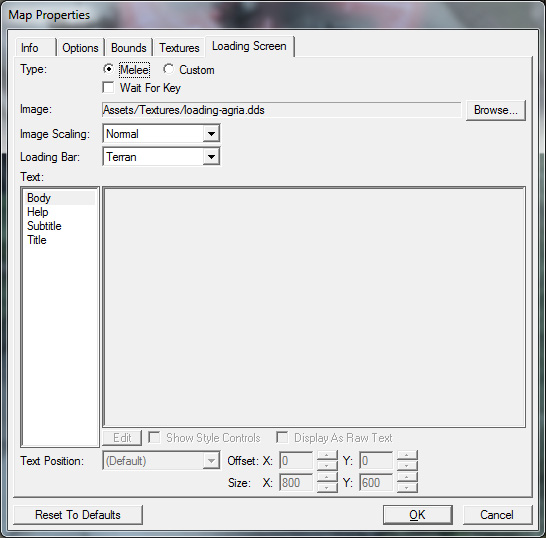 Map Properties
Info Options Bounds Textures Loading Screen
Type: Melee Custom
Wait For Key
Image: Assets/Textures/loading-agria.dds Browse...
Image Scaling: Normal
Loading Bar: Terran
Text:
Body
Help
Subtitle
Title
Edit Show Style Controls Display As Raw Text
Text Position: (Default) Offset: X: 0 Y: 0
Size: X: 800 Y: 600
Reset To Defaults OK Cancel